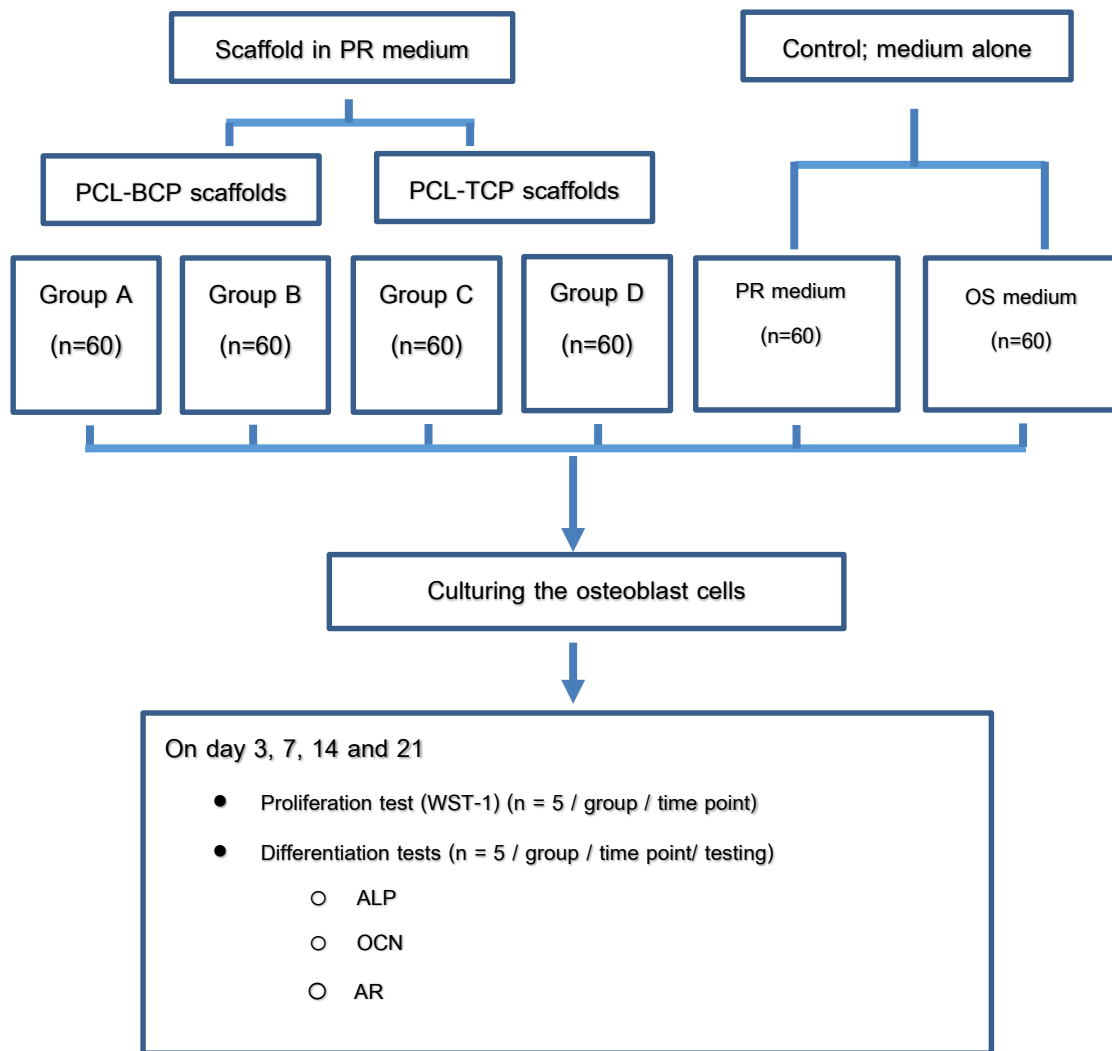 Scaffold in PR medium
Control; medium alone
PCL-BCP scaffolds
PCL-TCP scaffolds
Group A
(n=60)
Group B
(n=60)
Group C
(n=60)
Group D
(n=60)
PR medium
(n=60)
OS medium
(n=60)
Culturing the osteoblast cells
On day 3, 7, 14 and 21
● Proliferation test (WST-1) (n = 5 / group / time point)
● Differentiation tests (n = 5 / group / time point/ testing)
○ ALP
○ OCN
○ AR